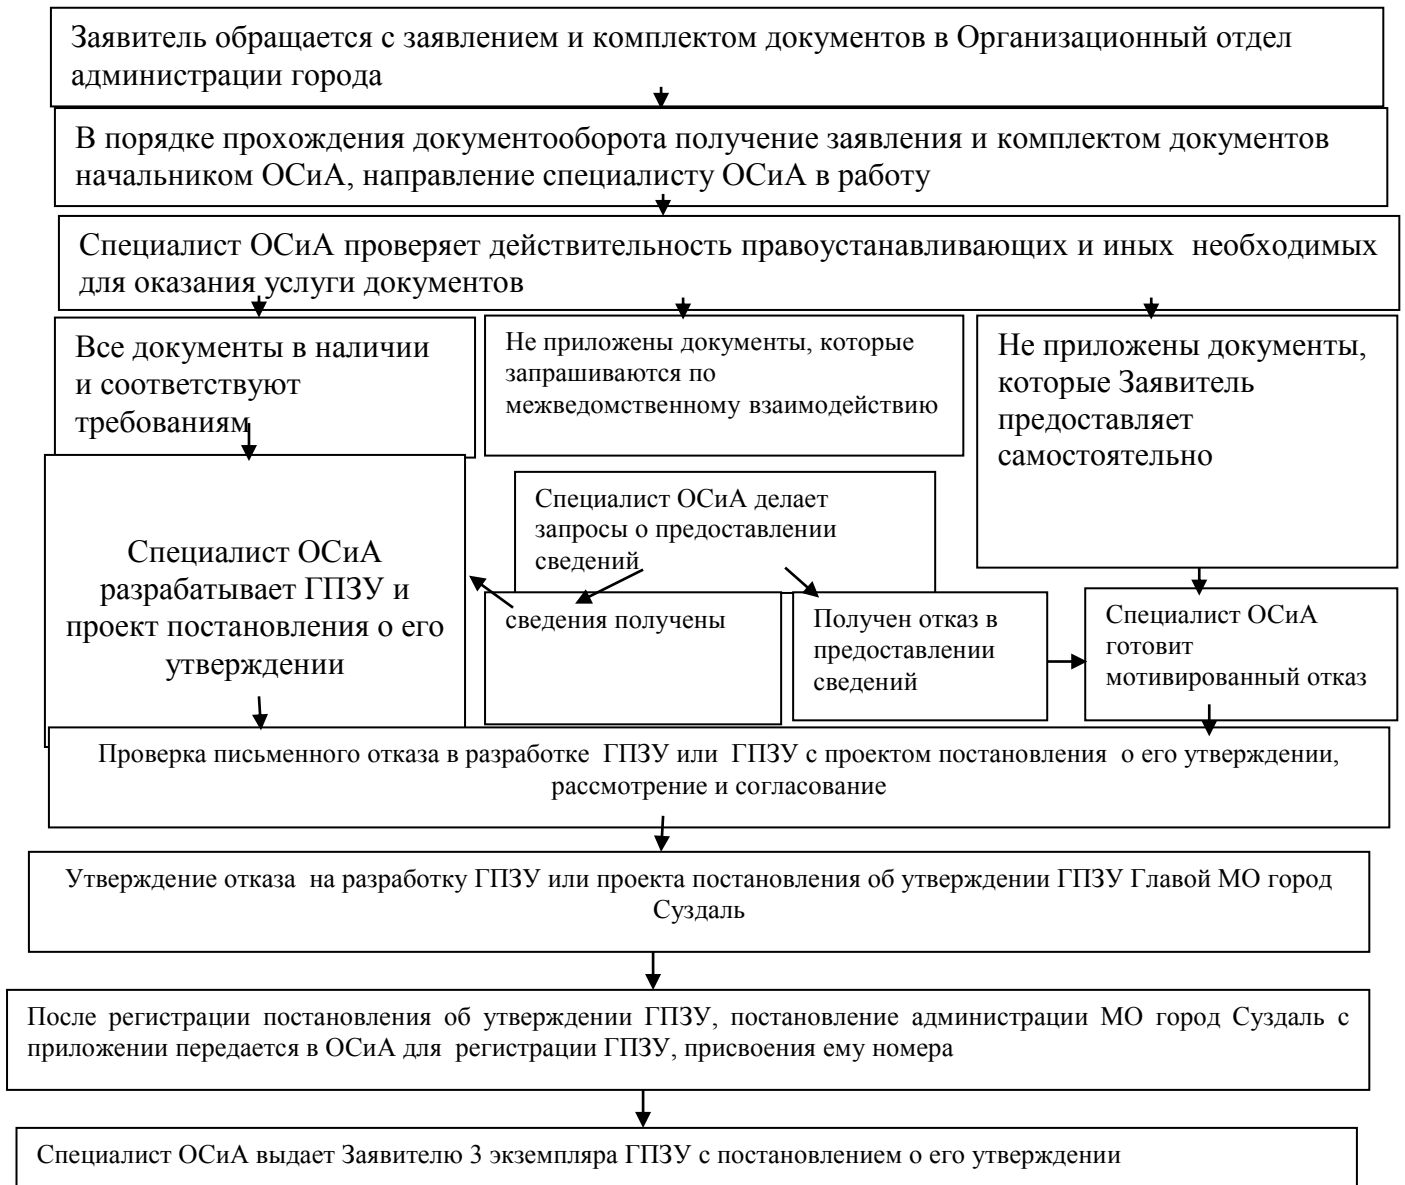 Заявитель обращается с заявлением и комплектом документов в Организационный отдел
администрации города
В порядке прохождения документооборота получение заявления и комплектом документов
начальником ОСиА, направление специалисту ОСиА в работу
Специалист ОСиА проверяет действительность правоустанавливающих и иных необходимых
для оказания услуги документов
Все документы в наличии
и соответствуют
требованиям
Не приложены документы, которые
запрашиваются по
межведомственному взаимодействию
Не приложены документы,
которые Заявитель
предоставляет
самостоятельно
Специалист ОСиА делает
запросы о предоставлении
сведений
Специалист ОСиА
разрабатывает ГПЗУ и
проект постановления о его
утверждении
сведения получены
Получен отказ в
предоставлении
сведений
Специалист ОСиА
готовит
мотивированный отказ
Проверка письменного отказа в разработке ГПЗУ или ГПЗУ с проектом постановления о его утверждении,
рассмотрение и согласование
Утверждение отказа на разработку ГПЗУ или проекта постановления об утверждении ГПЗУ Главой МО город
Суздаль
После регистрации постановления об утверждении ГПЗУ, постановление администрации МО город Суздаль с
приложении передается в ОСиА для регистрации ГПЗУ, присвоения ему номера
Специалист ОСиА выдает Заявителю 3 экземпляра ГПЗУ с постановлением о его утверждении